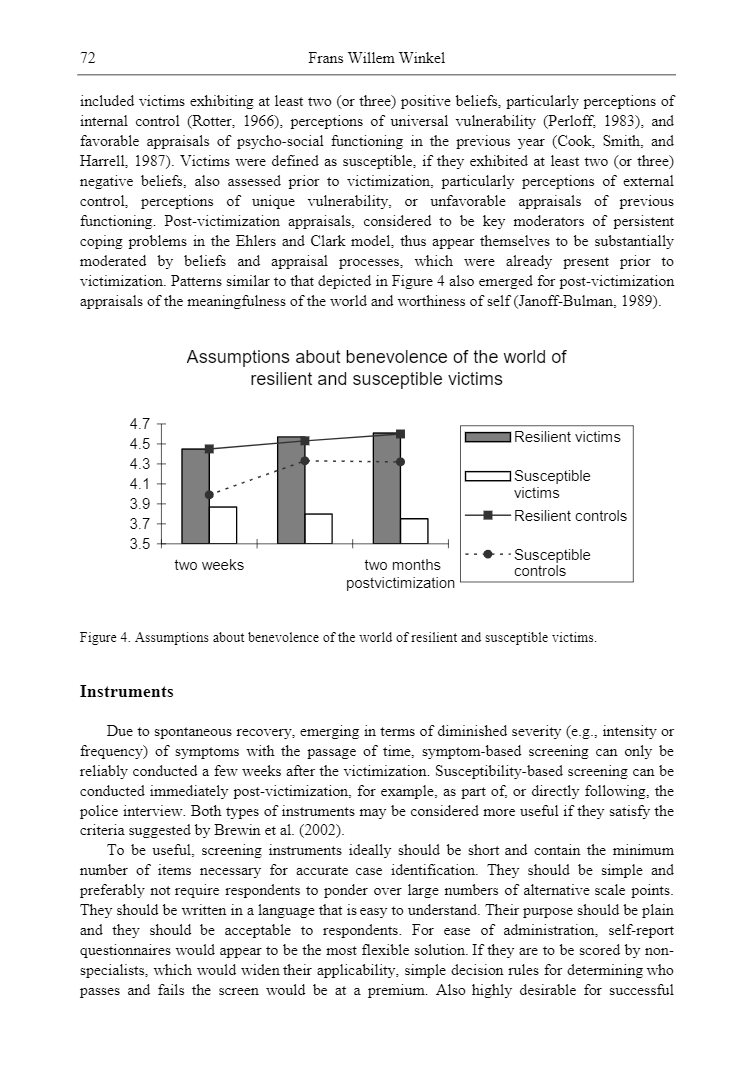 72
Frans Willem Winkel
included victims exhibiting at least two (or three) positive beliefs, particularly perceptions of
internal control (Rotter, 1966), perceptions of universal vulnerability (Perloff, 1983), and
favorable appraisals of psycho-social functioning in the previous year (Cook, Smith, and
Harrell, 1987). Victims were defined as susceptible, if they exhibited at least two (or three)
negative beliefs, also assessed prior to victimization, particularly perceptions of external
control, perceptions of unique vulnerability, or unfavorable appraisals of previous
functioning. Post-victimization appraisals, considered to be key moderators of persistent
coping problems in the Ehlers and Clark model, thus appear themselves to be substantially
moderated by beliefs and appraisal processes, which were already present prior to
victimization. Patterns similar to that depicted in Figure 4 also emerged for post-victimization
appraisals of the meaningfulness of the world and worthiness of self (Janoff-Bulman, 1989).
Assumptions about benevolence of the world of
resilient and susceptible victims
4.7
4.5
4.3
4.1
3.9
3.7
3.5
two weeks
two months
postvictimization
Resilient victims
Susceptible
victims
Resilient controls
Susceptible
controls
Figure 4. Assumptions about benevolence of the world of resilient and susceptible victims.
Instruments
Due to spontaneous recovery, emerging in terms of diminished severity (e.g., intensity or
frequency) of symptoms with the passage of time, symptom-based screening can only be
reliably conducted a few weeks after the victimization. Susceptibility-based screening can be
conducted immediately post-victimization, for example, as part of, or directly following, the
police interview. Both types of instruments may be considered more useful if they satisfy the
criteria suggested by Brewin et al. (2002).
To be useful, screening instruments ideally should be short and contain the minimum
number of items necessary for accurate case identification. They should be simple and
preferably not require respondents to ponder over large numbers of alternative scale points.
They should be written in a language that is easy to understand. Their purpose should be plain
and they should be acceptable to respondents. For ease of administration, self-report
questionnaires would appear to be the most flexible solution. If they are to be scored by non-
specialists, which would widen their applicability, simple decision rules for determining who
passes and fails the screen would be at a premium. Also highly desirable for successful